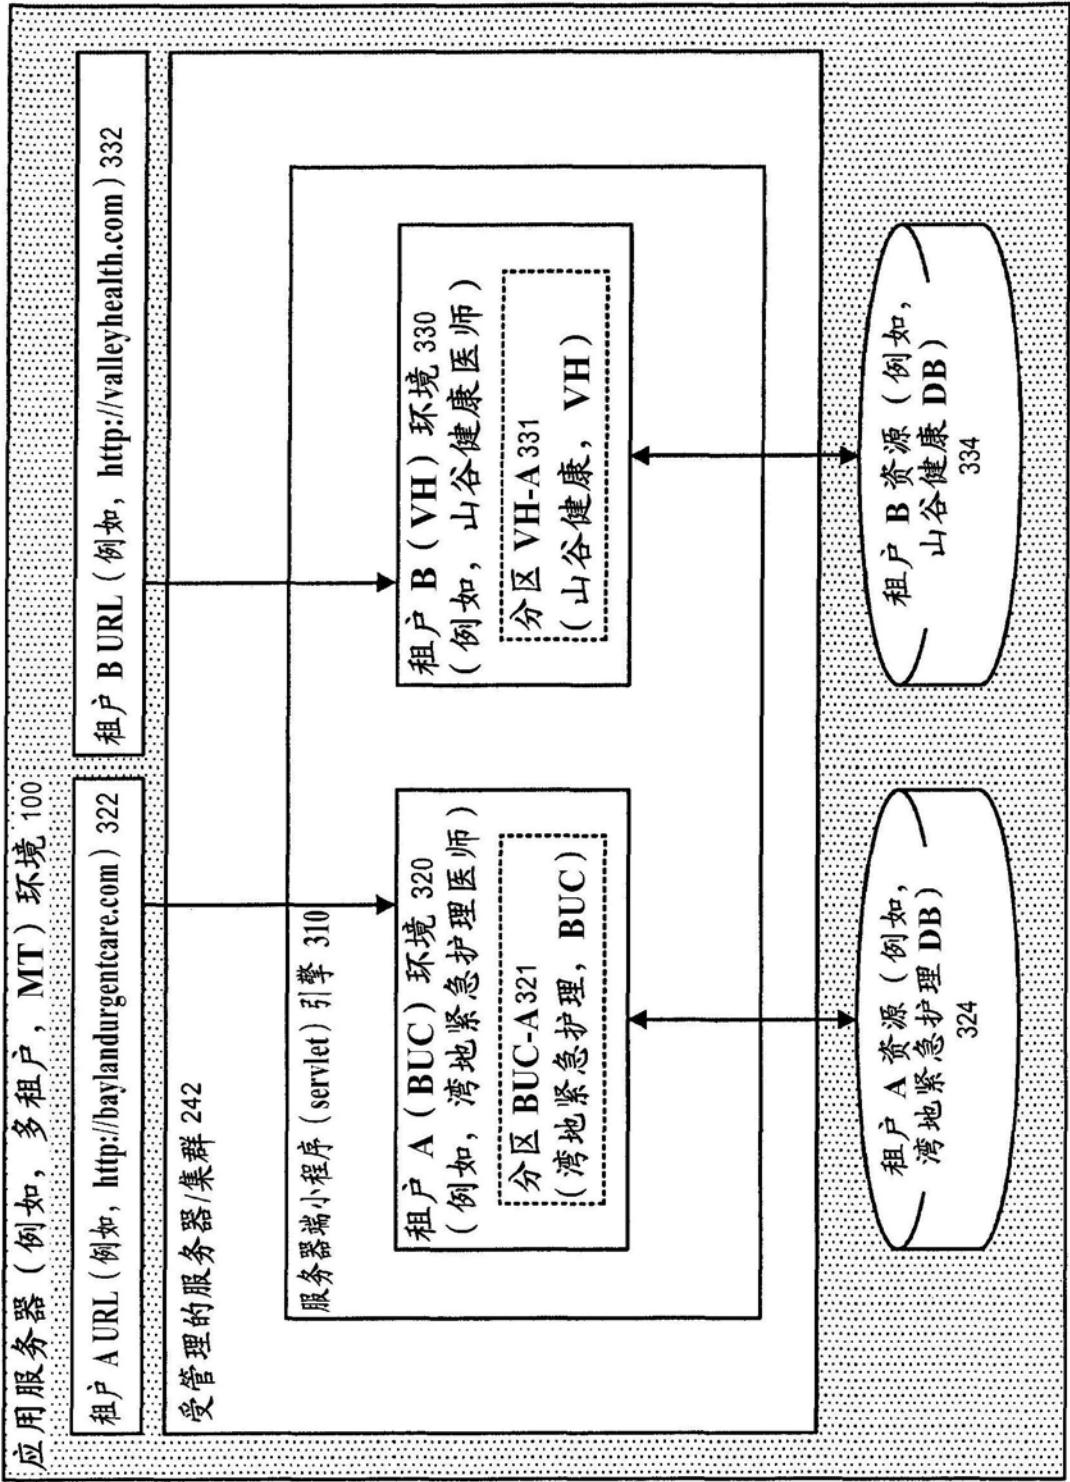 应用服务器（例如，多租户，MT）环境 100
租户 A URL（例如，http://baylandurgentcare.com）322
租户 B URL（例如，http://valleyhealth.com）332
受管理的服务器/集群 242
服务器端小程序（servlet）引擎 310
租户 A（BUC）环境 320
（例如，湾地紧急护理医师）
分区 BUC-A321
（湾地紧急护理，BUC）
租户 B（VH）环境 330
（例如，山谷健康医师）
分区 VH-A331
（山谷健康，VH）
租户 A 资源（例如，
湾地紧急护理 DB）
324
租户 B 资源（例如，
山谷健康 DB）
334